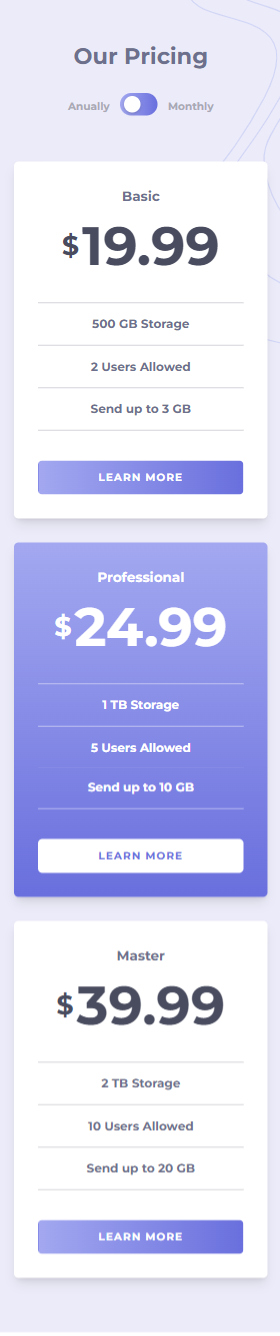 Our Pricing
Anually Monthly
Basic
$19.99
500 GB Storage
2 Users Allowed
Send up to 3 GB
LEARN MORE
Professional
$24.99
1 TB Storage
5 Users Allowed
Send up to 10 GB
LEARN MORE
Master
$39.99
2 TB Storage
10 Users Allowed
Send up to 20 GB
LEARN MORE